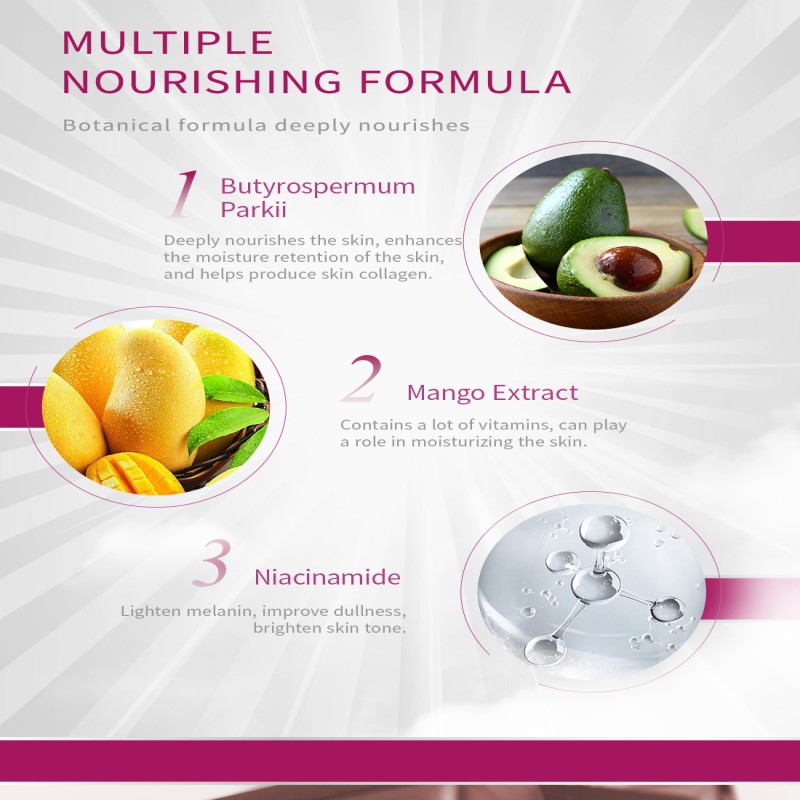 MULTIPLE
NOURISHING FORMULA
Botanical formula deeply nourishes
1
Butyrospermum
Parkii
Deeply nourishes the skin, enhances
the moisture retention of the skin,
and helps produce skin collagen.
2
Mango Extract
Contains a lot of vitamins, can play
a role in moisturizing the skin.
3
Niacinamide
Lighten melanin, improve dullness,
brighten skin tone.